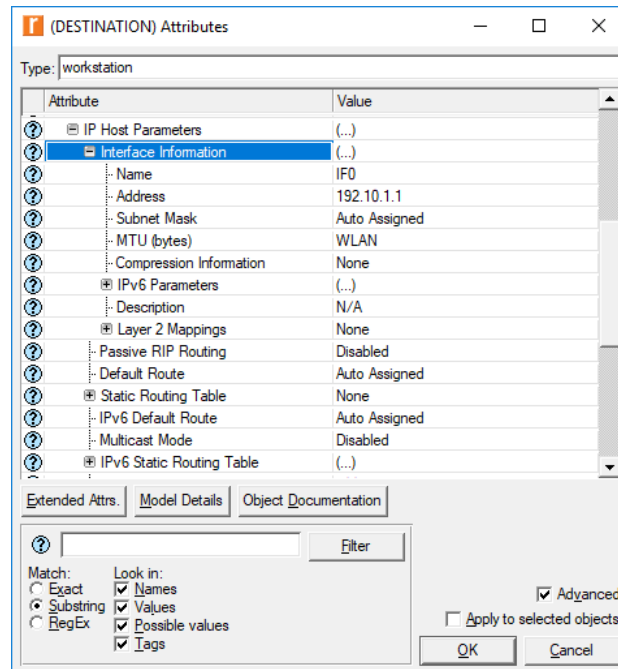 (DESTINATION) Attributes
Type: workstation
Attribute Value
IP Host Parameters (...)
Interface Information (...)
Name IF0
Address 192.10.1.1
Subnet Mask Auto Assigned
MTU (bytes) WLAN
Compression Information None
IPv6 Parameters (...)
Description N/A
Layer 2 Mappings None
Passive RIP Routing Disabled
Default Route Auto Assigned
Static Routing Table None
IPv6 Default Route Auto Assigned
Multicast Mode Disabled
IPv6 Static Routing Table (...)
Extended Attrs. Model Details Object Documentation
Filter
Match: Look in:
Exact Names
Substring Values
RegEx Possible values
Tags
Advanced
Apply to selected objects
OK Cancel